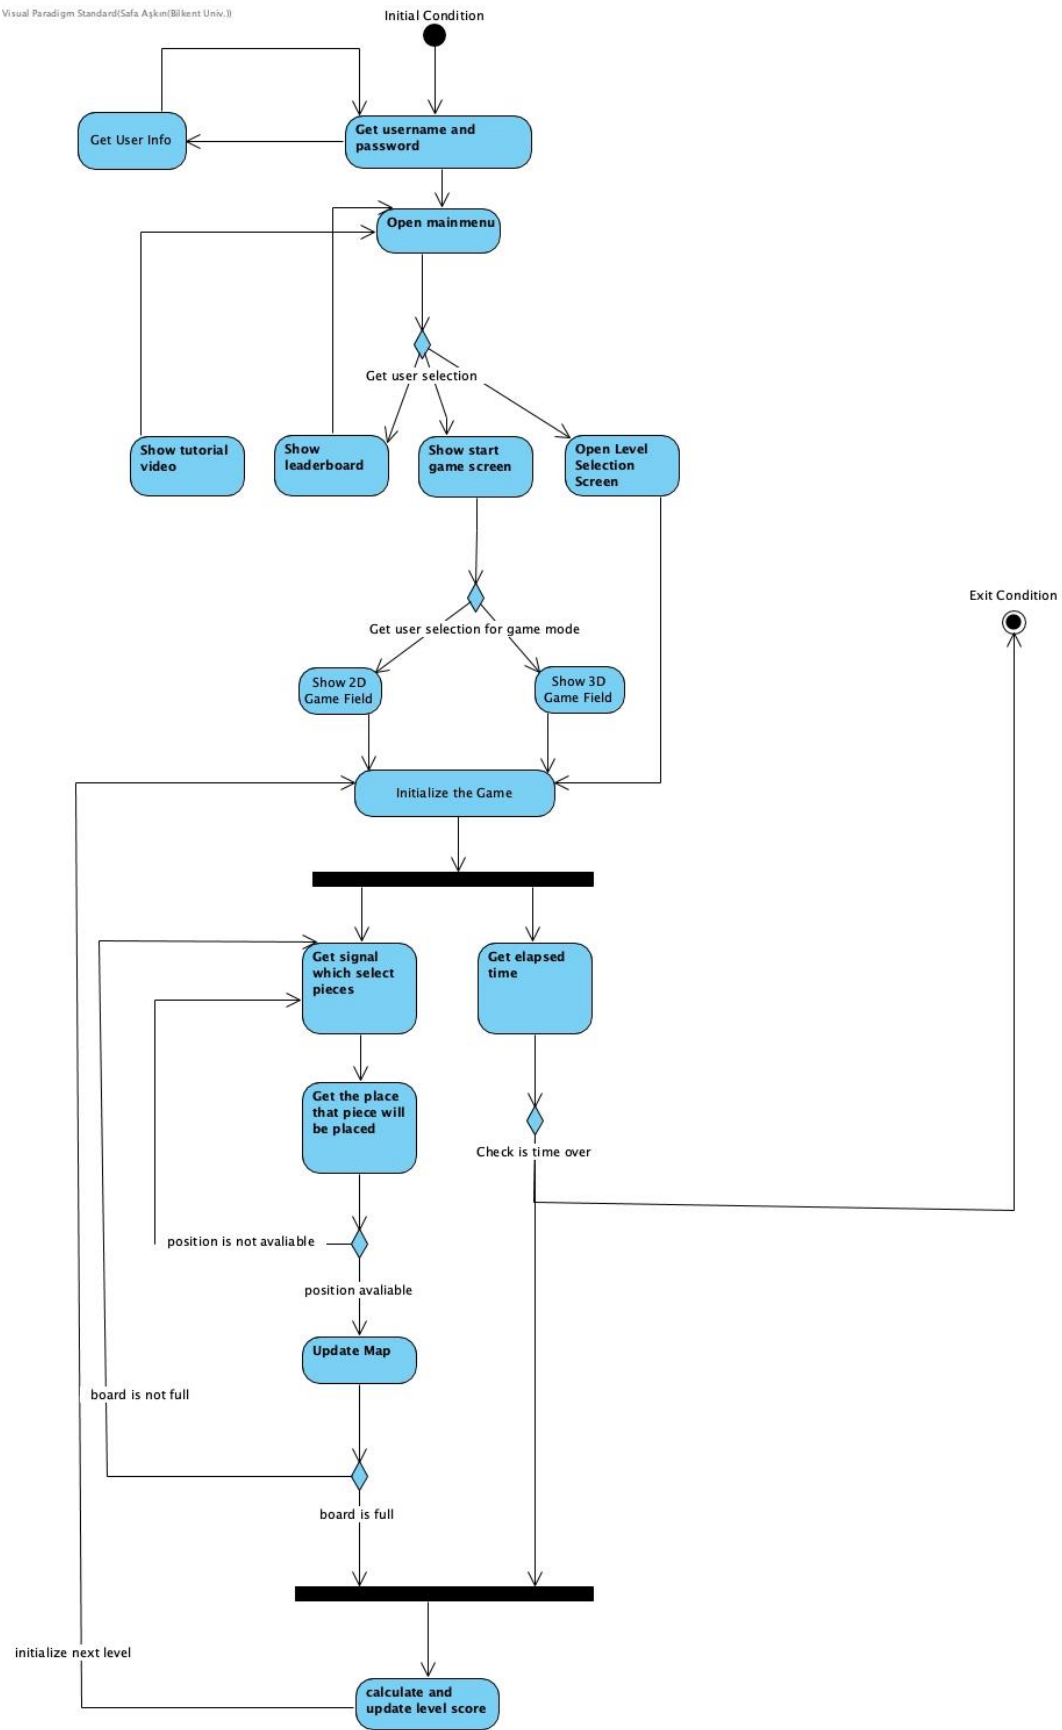 Visual Paradigm Standard(Safa Aşkın(Bilkent Univ.))
Initial Condition
Get User Info
Get username and
password
Open mainmenu
Get user selection
Show tutorial
video
Show
leaderboard
Show start
game screen
Open Level
Selection
Screen
Exit Condition
Get user selection for game mode
Show 2D
Game Field
Show 3D
Game Field
Initialize the Game
Get signal
which select
pieces
Get elapsed
time
Get the place
that piece will
be placed
Check is time over
position is not avaliable
position avaliable
Update Map
board is not full
board is full
initialize next level
calculate and
update level score